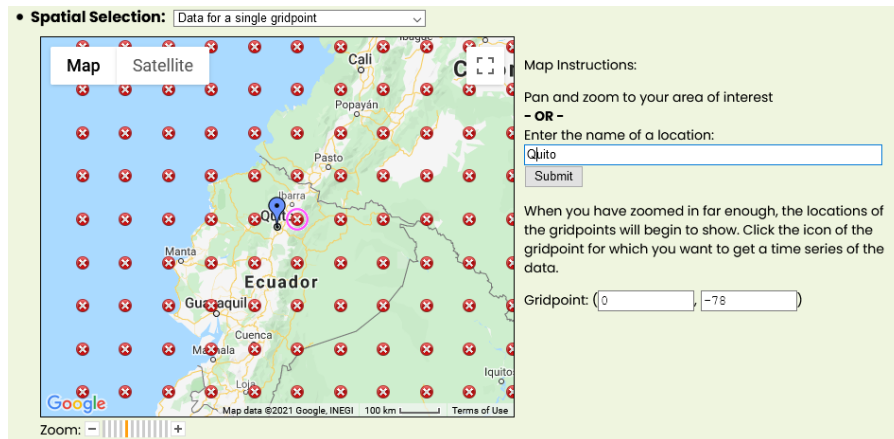 Spatial Selection: Data for a single gridpoint
Map Satellite
Cali
Popayán
Pasto
Ibarra
Manta
Ecuador
Guayaquil
Cuenca
Loja
Iquitos
Google
Map data ©2021 Google, INEGI 100 km Terms of Use
Zoom: - +
Map Instructions:
Pan and zoom to your area of interest
- OR -
Enter the name of a location:
Quito
Submit
When you have zoomed in far enough, the locations of
the gridpoints will begin to show. Click the icon of the
gridpoint for which you want to get a time series of the
data.
Gridpoint: (0, -78)